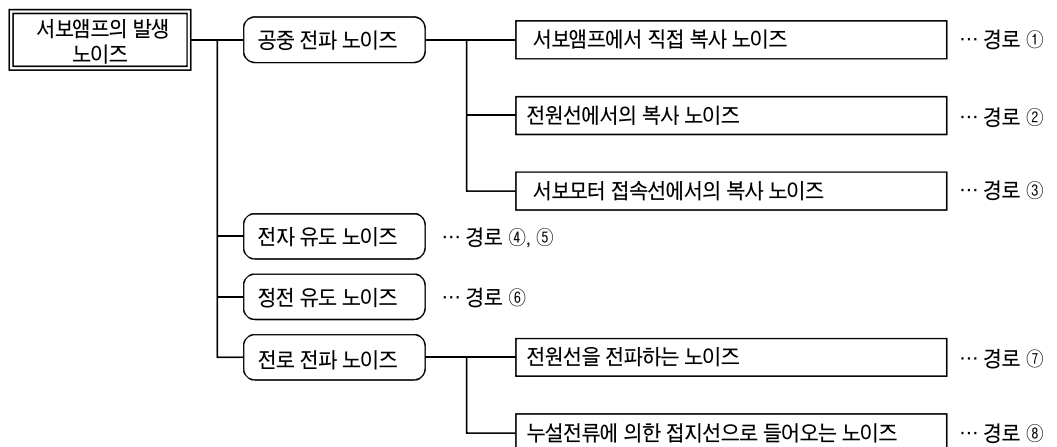 서보앰프의 발생
노이즈
공중 전파 노이즈
서보앰프에서 직접 복사 노이즈 … 경로 ①
전원선에서의 복사 노이즈 … 경로 ②
서보모터 접속선에서의 복사 노이즈 … 경로 ③
전자 유도 노이즈 … 경로 ④, ⑤
정전 유도 노이즈 … 경로 ⑥
전로 전파 노이즈
전원선을 전파하는 노이즈 … 경로 ⑦
누설전류에 의한 접지선으로 들어오는 노이즈 … 경로 ⑧